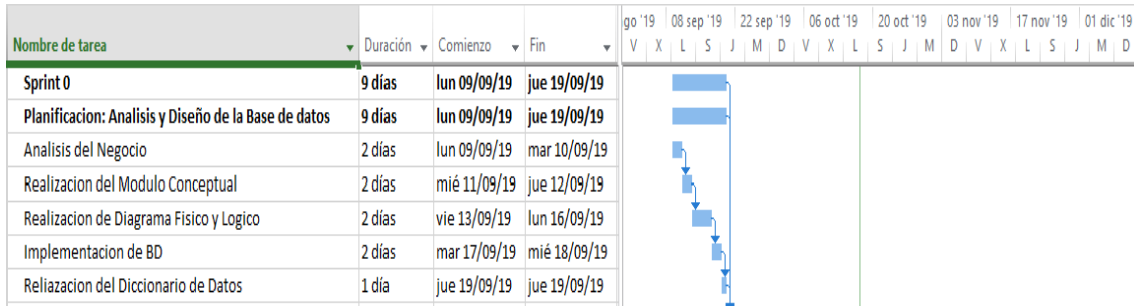 go '19 08 sep '19 22 sep '19 06 oct '19 20 oct '19 03 nov '19 17 nov '19 01 dic '19
Nombre de tarea Duración Comienzo Fin V X L S J M D V X L S J M D V X L S J M D
Sprint 0 9 días lun 09/09/19 jue 19/09/19
Planificacion: Analisis y Diseño de la Base de datos 9 días lun 09/09/19 jue 19/09/19
Analisis del Negocio 2 días lun 09/09/19 mar 10/09/19
Realizacion del Modulo Conceptual 2 días mié 11/09/19 jue 12/09/19
Realizacion de Diagrama Fisico y Logico 2 días vie 13/09/19 lun 16/09/19
Implementacion de BD 2 días mar 17/09/19 mié 18/09/19
Reliazacion del Diccionario de Datos 1 día jue 19/09/19 jue 19/09/19